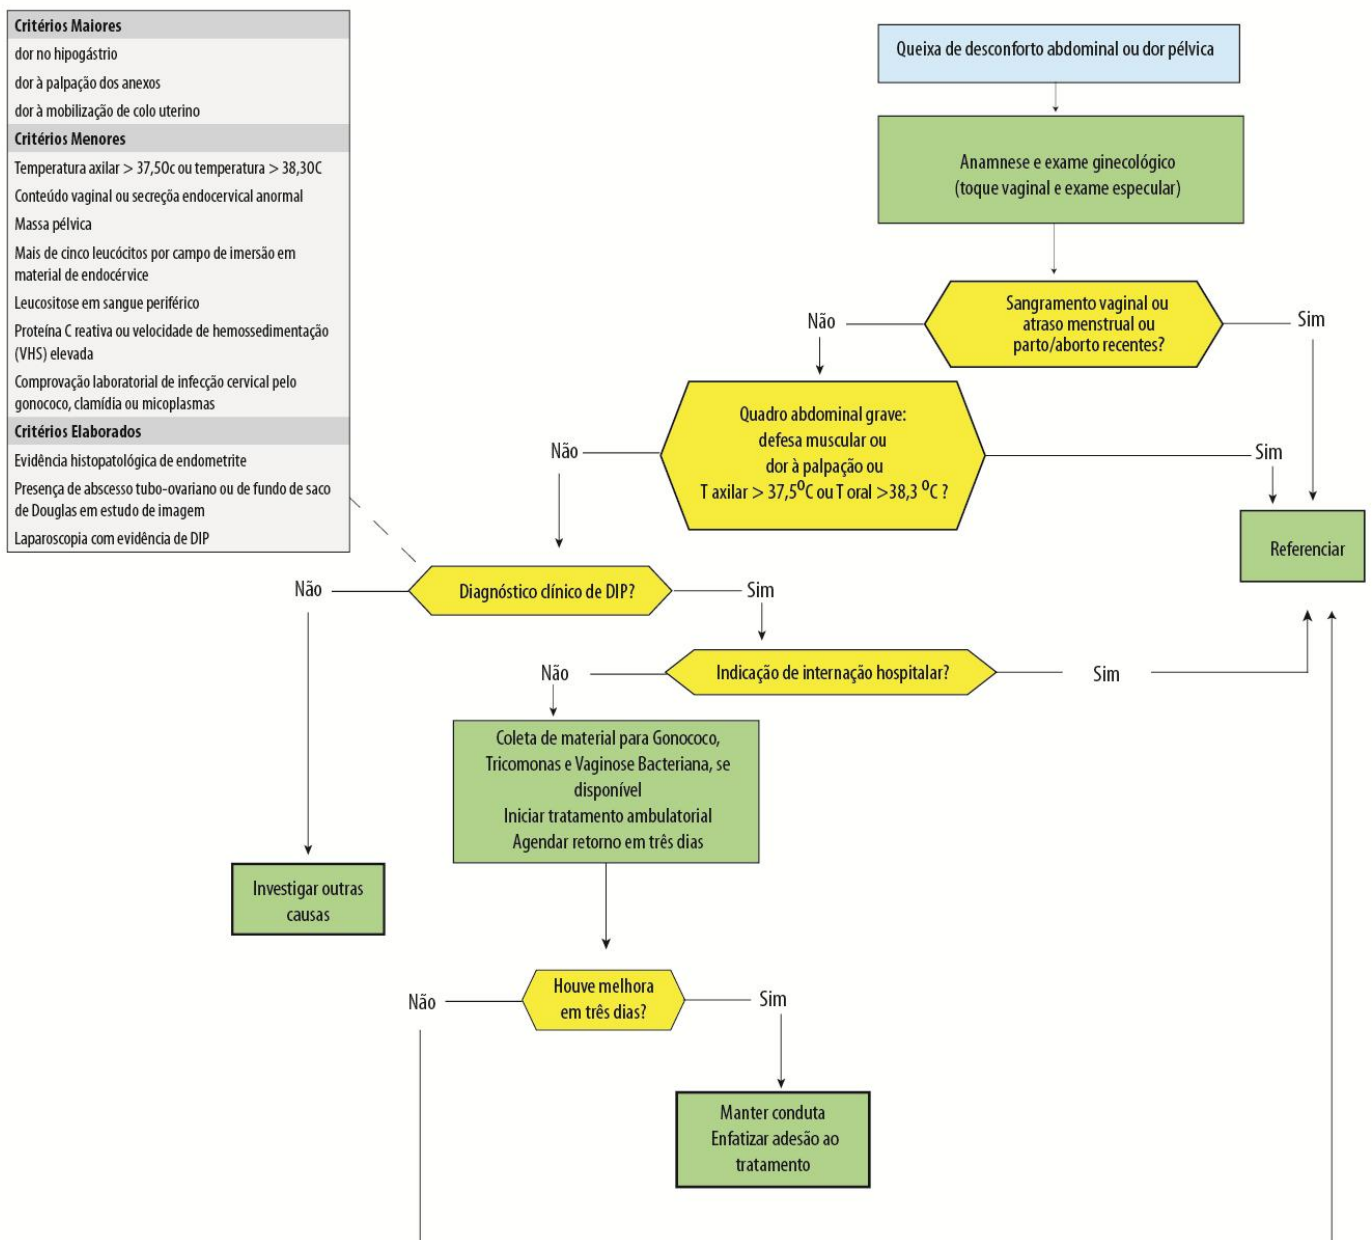 Critérios Maiores
dor no hipogástrio
dor à palpação dos anexos
dor à mobilização de colo uterino
Critérios Menores
Temperatura axilar > 37,50c ou temperatura > 38,30C
Conteúdo vaginal ou secreçõa endocervical anormal
Massa pélvica
Mais de cinco leucócitos por campo de imersão em
material de endocérvice
Leucositose em sangue periférico
Proteína C reativa ou velocidade de hemossedimentação
(VHS) elevada
Comprovação laboratorial de infecção cervical pelo
gonococo, clamídia ou micoplasmas
Critérios Elaborados
Evidência histopatológica de endometrite
Presença de abscesso tubo-ovariano ou de fundo de saco
de Douglas em estudo de imagem
Laparoscopia com evidência de DIP
Queixa de desconforto abdominal ou dor pélvica
Anamnese e exame ginecológico
(toque vaginal e exame especular)
Sangramento vaginal ou
atraso menstrual ou
parto/aborto recentes?
Não
Sim
Quadro abdominal grave:
defesa muscular ou
dor à palpação ou
T axilar > 37,5⁰C ou T oral >38,3 ⁰C ?
Não
Sim
Referenciar
Diagnóstico clínico de DIP?
Não
Sim
Indicação de internação hospitalar?
Não
Sim
Coleta de material para Gonococo,
Tricomonas e Vaginose Bacteriana, se
disponível
Iniciar tratamento ambulatorial
Agendar retorno em três dias
Investigar outras
causas
Houve melhora
em três dias?
Não
Sim
Manter conduta
Enfatizar adesão ao
tratamento